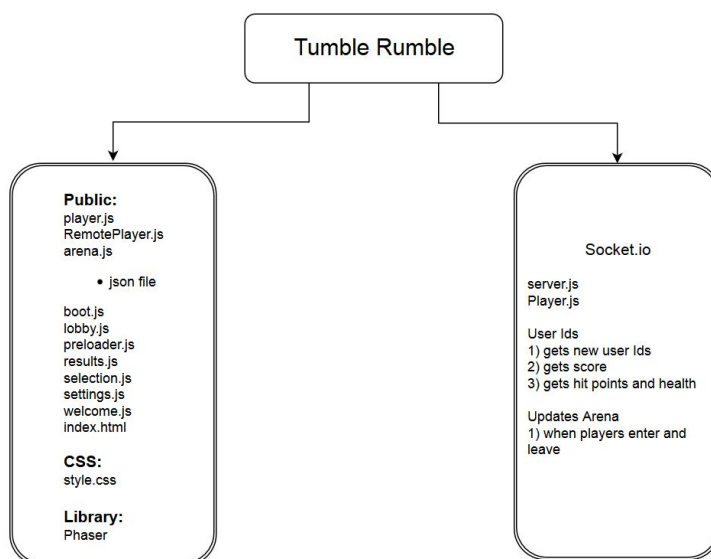 Tumble Rumble
Public:
player.js
RemotePlayer.js
arena.js
• json file
boot.js
lobby.js
preloader.js
results.js
selection.js
settings.js
welcome.js
index.html
CSS:
style.css
Library:
Phaser
Socket.io
server.js
Player.js
User Ids
1) gets new user Ids
2) gets score
3) gets hit points and health
Updates Arena
1) when players enter and
leave